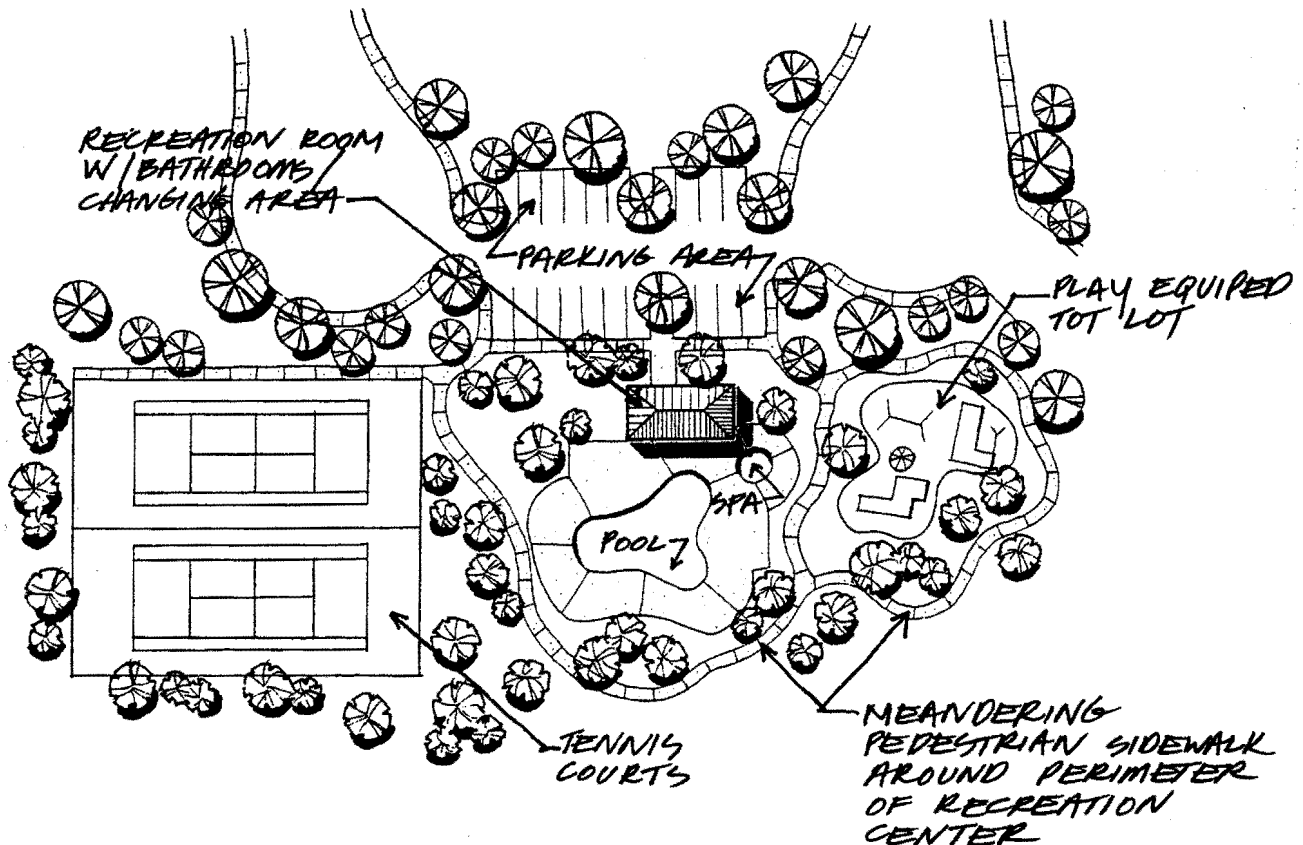 RECREATION ROOM
W/BATHROOMS/
CHANGING AREA
PARKING AREA
PLAY EQUIPED
TOT LOT
SPA
POOL
TENNIS
COURTS
MEANDERING
PEDESTRIAN SIDEWALK
AROUND PERIMETER
OF RECREATION
CENTER